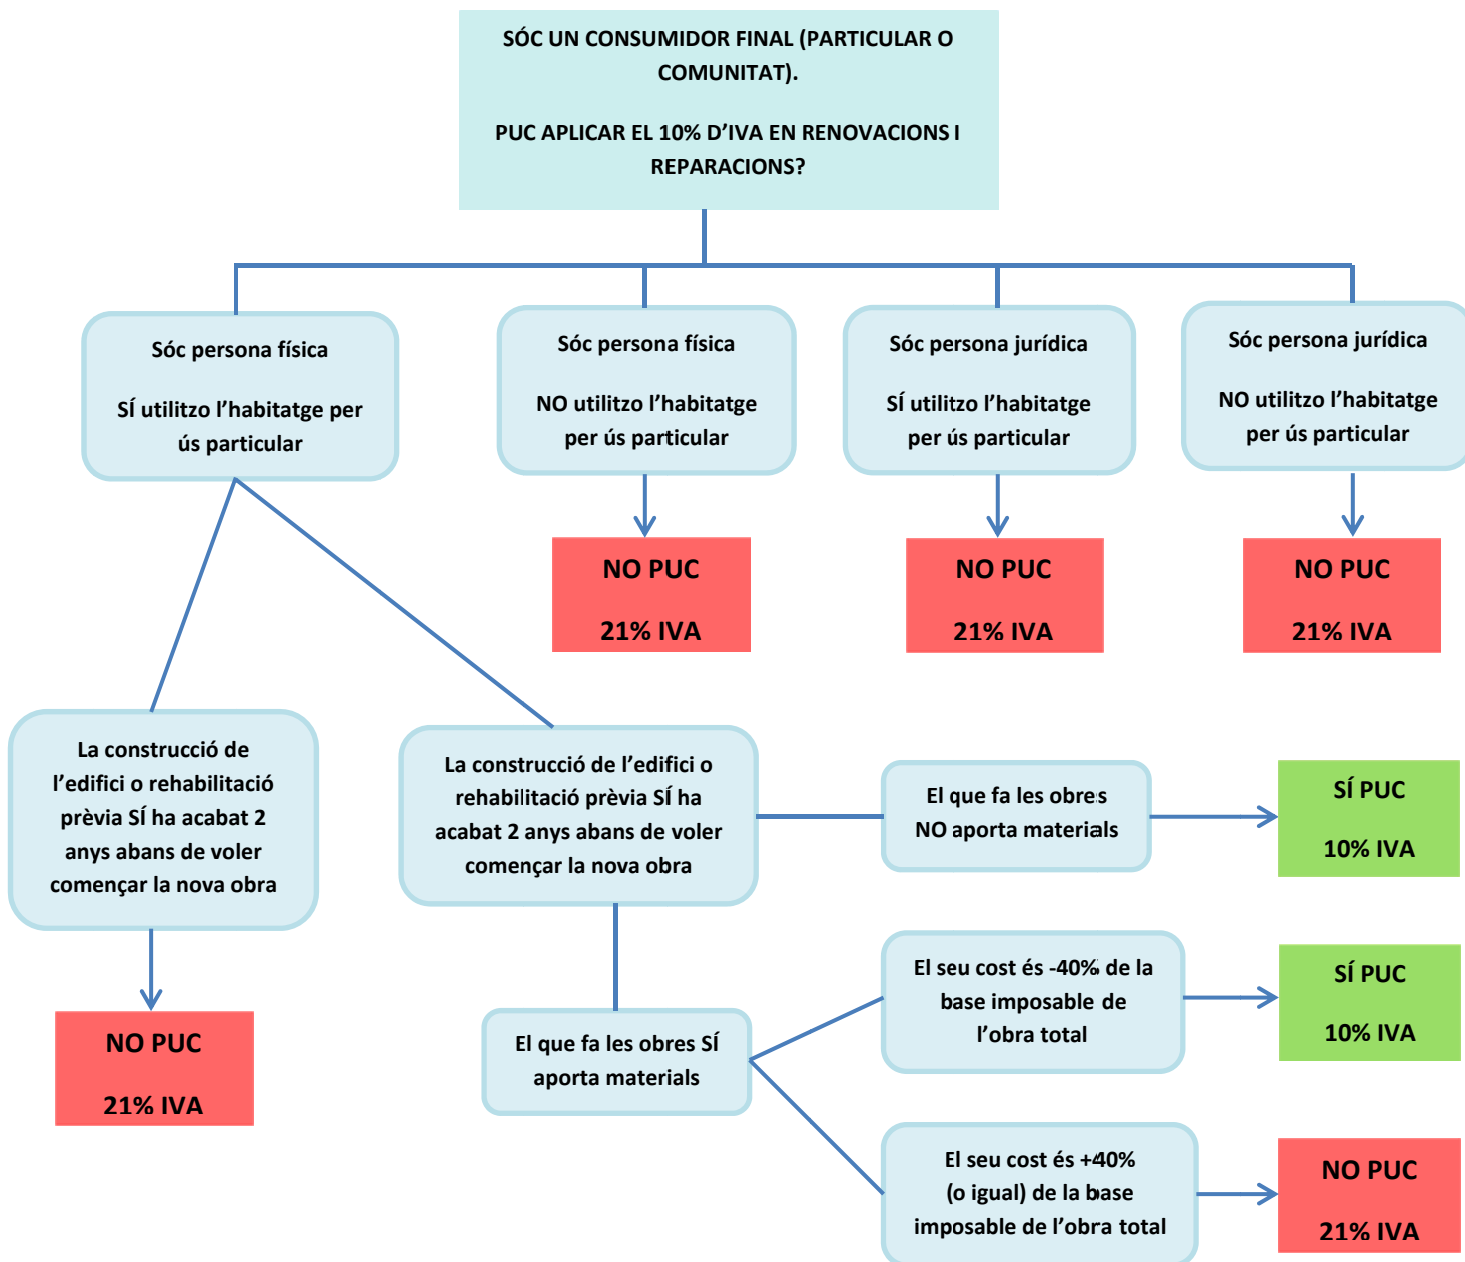 SÓC UN CONSUMIDOR FINAL (PARTICULAR O
COMUNITAT).
PUC APLICAR EL 10% D’IVA EN RENOVACIONS I
REPARACIONS?
Sóc persona física
SÍ utilitzo l’habitatge per
ús particular
Sóc persona física
NO utilitzo l’habitatge
per ús particular
Sóc persona jurídica
SÍ utilitzo l’habitatge
per ús particular
Sóc persona jurídica
NO utilitzo l’habitatge
per ús particular
NO PUC
21% IVA
NO PUC
21% IVA
NO PUC
21% IVA
La construcció de
l’edifici o rehabilitació
prèvia SÍ ha acabat 2
anys abans de voler
començar la nova obra
La construcció de l’edifici o
rehabilitació prèvia SÍ ha
acabat 2 anys abans de voler
començar la nova obra
El que fa les obres
NO aporta materials
SÍ PUC
10% IVA
El seu cost és -40% de la
base imposable de
l’obra total
SÍ PUC
10% IVA
NO PUC
21% IVA
El que fa les obres SÍ
aporta materials
El seu cost és +40%
(o igual) de la base
imposable de l’obra total
NO PUC
21% IVA